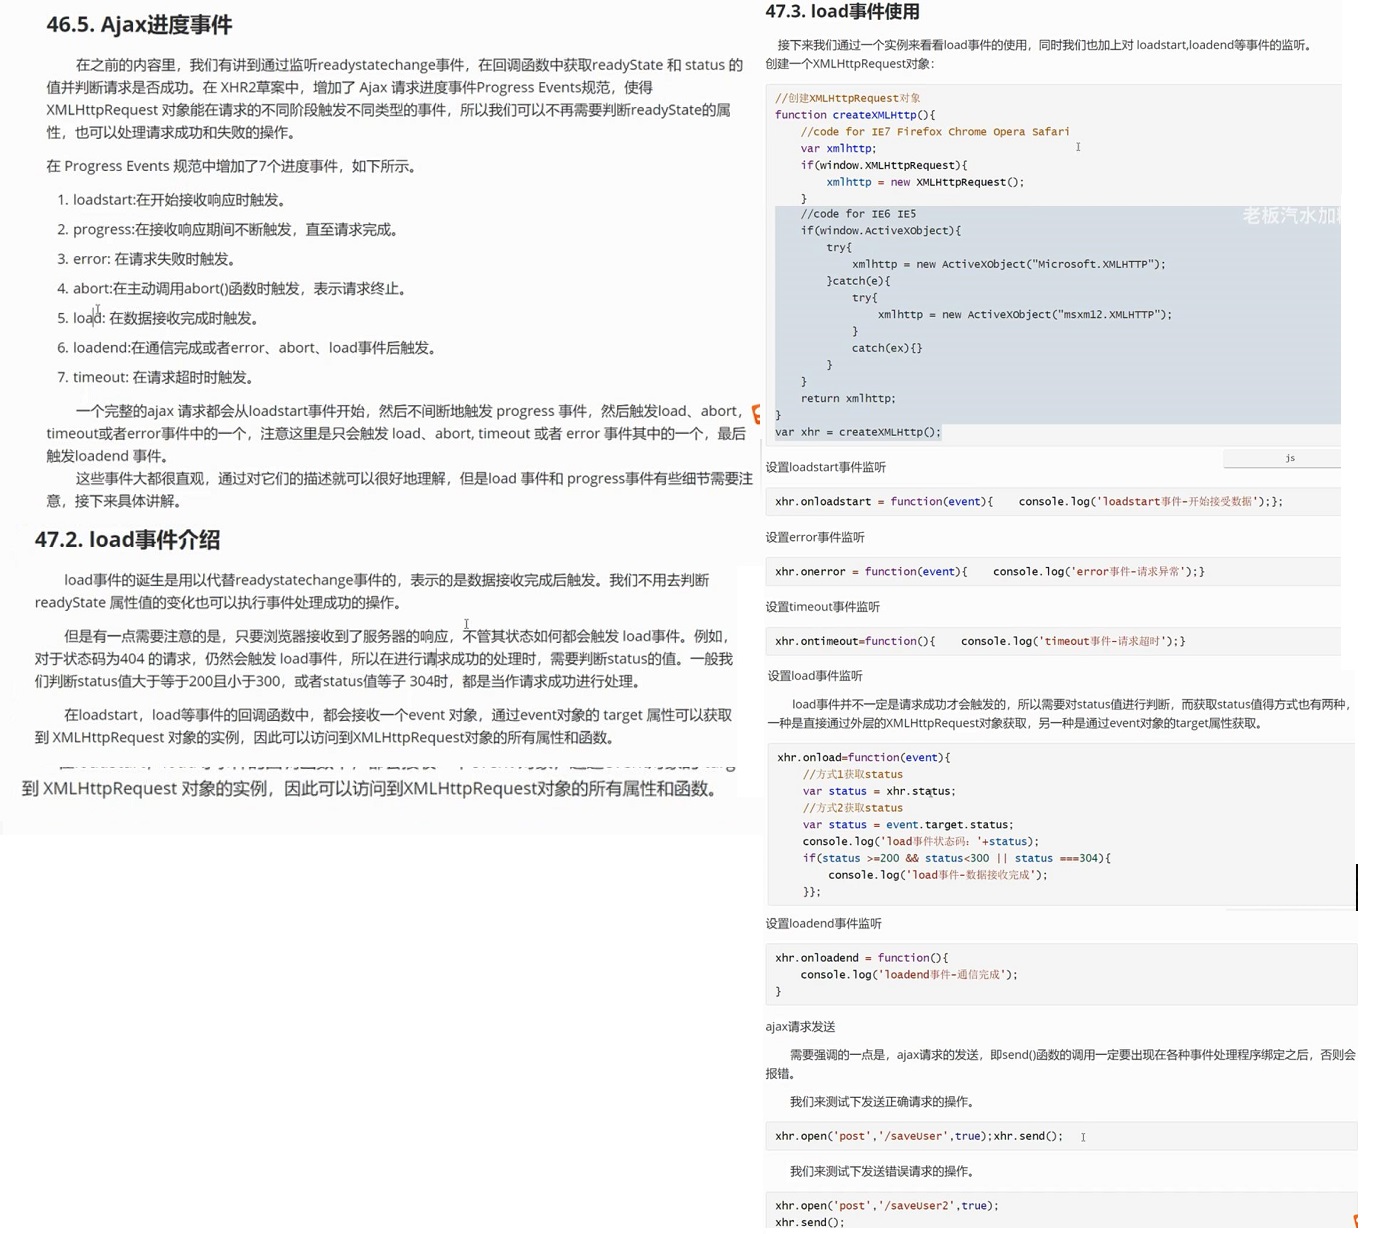 46.5. Ajax进度事件
在之前的内容里，我们有讲到通过监听readystatechange事件，在回调函数中获取readyState 和 status 的
值并判断请求是否成功。在 XHR2草案中，增加了 Ajax 请求进度事件Progress Events规范，使得
XMLHttpRequest 对象能在请求的不同阶段触发不同类型的事件，所以我们可以不再需要判断readyState的属
性，也可以处理请求成功和失败的操作。
在 Progress Events 规范中增加了7个进度事件，如下所示。
1. loadstart:在开始接收响应时触发。
2. progress:在接收响应期间不断触发，直至请求完成。
3. error: 在请求失败时触发。
4. abort:在主动调用abort()函数时触发，表示请求终止。
5. load: 在数据接收完成时触发。
6. loadend:在通信完成或者error、abort、load事件后触发。
7. timeout: 在请求超时时触发。
一个完整的ajax 请求都会从loadstart事件开始，然后不间断地触发 progress 事件，然后触发load、abort，
timeout或者error事件中的一个，注意这里是只会触发 load、abort, timeout 或者 error 事件其中的一个，最后
触发loadend 事件。
这些事件大都很直观，通过对它们的描述就可以很好地理解，但是load 事件和 progress事件有些细节需要注
意，接下来具体讲解。
47.2. load事件介绍
load事件的诞生是用以代替readystatechange事件的，表示的是数据接收完成后触发。我们不用去判断
readyState 属性值的变化也可以执行事件处理成功的操作。
但是有一点需要注意的是，只要浏览器接收到了服务器的响应，不管其状态如何都会触发 load事件。例如，
对于状态码为404 的请求，仍然会触发 load事件，所以在进行请求成功的处理时，需要判断status的值。一般我
们判断status值大于等于200且小于300，或者status值等子 304时，都是当作请求成功进行处理。
在loadstart，load等事件的回调函数中，都会接收一个event 对象，通过event对象的 target 属性可以获取
到 XMLHttpRequest 对象的实例，因此可以访问到XMLHttpRequest对象的所有属性和函数。
到 XMLHttpRequest 对象的实例，因此可以访问到XMLHttpRequest对象的所有属性和函数。
47.3. load事件使用
接下来我们通过一个实例来看看load事件的使用，同时我们也加上对 loadstart,loadend等事件的监听。
创建一个XMLHttpRequest对象：
//创建XMLHttpRequest对象
function createXMLHttp(){
//code for IE7 Firefox Chrome Opera Safari
var xmlhttp;
if(window.XMLHttpRequest){
xmlhttp = new XMLHttpRequest();
}
//code for IE6 IE5
老板汽水加
if(window.ActiveXObject){
try{
xmlhttp = new ActiveXObject("Microsoft.XMLHTTP");
}catch(e){
try{
xmlhttp = new ActiveXObject("msxm12.XMLHTTP");
}
catch(ex){}
}
}
return xmlhttp;
}
var xhr = createXMLHttp();
js
设置loadstart事件监听
xhr.onloadstart = function(event){    console.log('loadstart事件-开始接受数据');};
设置error事件监听
xhr.onerror = function(event){    console.log('error事件-请求异常');}
设置timeout事件监听
xhr.ontimeout=function(){    console.log('timeout事件-请求超时');}
设置load事件监听
load事件并不一定是请求成功才会触发的，所以需要对status值进行判断，而获取status值得方式也有两种，
一种是直接通过外层的XMLHttpRequest对象获取，另一种是通过event对象的target属性获取。
xhr.onload=function(event){
//方式1获取status
var status = xhr.status;
//方式2获取status
var status = event.target.status;
console.log('load事件状态码：'+status);
if(status >=200 && status<300 || status ===304){
console.log('load事件-数据接收完成');
}};
设置loadend事件监听
xhr.onloadend = function(){
console.log('loadend事件-通信完成');
}
ajax请求发送
需要强调的一点是，ajax请求的发送，即send()函数的调用一定要出现在各种事件处理程序绑定之后，否则会
报错。
我们来测试下发送正确请求的操作。
xhr.open('post','/saveUser',true);xhr.send();
我们来测试下发送错误请求的操作。
xhr.open('post','/saveUser2',true);
xhr.send();